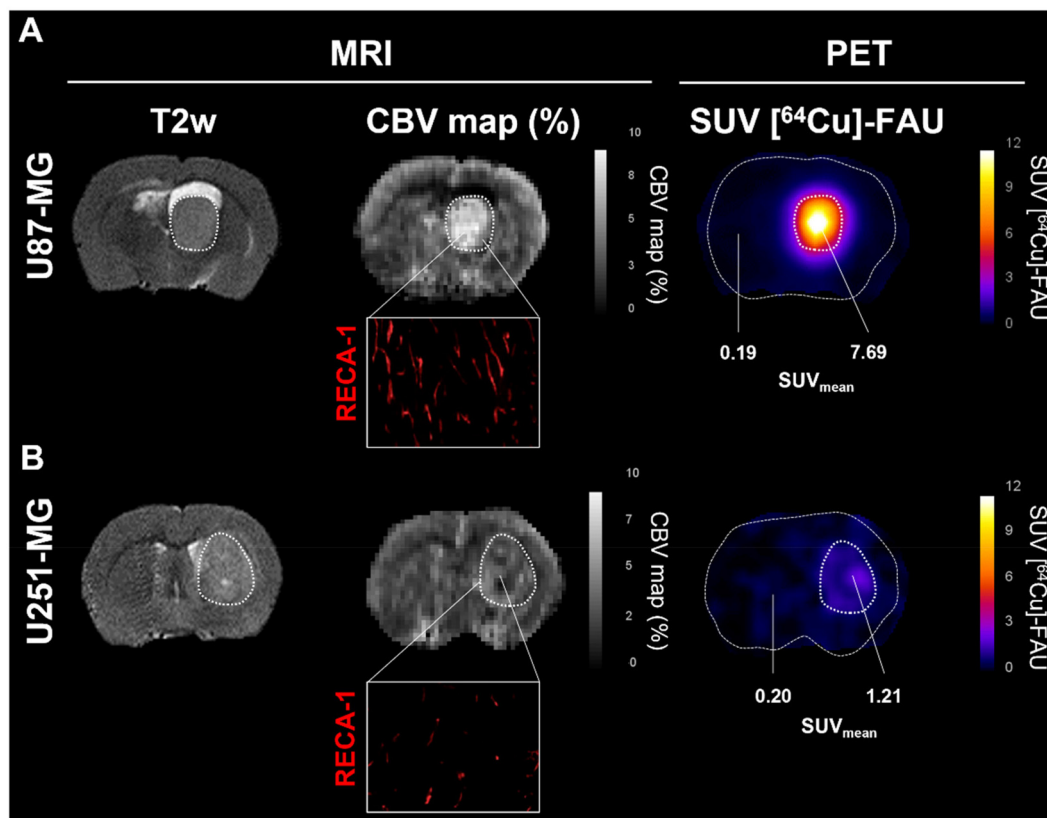 A
MRI
PET
T2w
CBV map (%)
SUV [⁶⁴Cu]-FAU
U87-MG
10
8
5
3
0
CBV map (%)
12
9
6
3
0
SUV [⁶⁴Cu]-FAU
RECA-1
0.19
7.69
SUVmean
B
U251-MG
10
7
5
2
0
CBV map (%)
12
9
6
3
0
SUV [⁶⁴Cu]-FAU
RECA-1
0.20
1.21
SUVmean